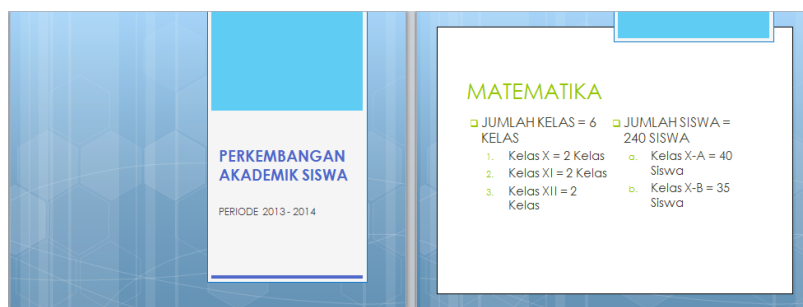 PERKEMBANGAN
AKADEMIK SISWA
PERIODE 2013 - 2014
MATEMATIKA
JUMLAH KELAS = 6
KELAS
1. Kelas X = 2 Kelas
2. Kelas XI = 2 Kelas
3. Kelas XII = 2
Kelas
JUMLAH SISWA =
240 SISWA
a. Kelas X-A = 40
Siswa
b. Kelas X-B = 35
Siswa